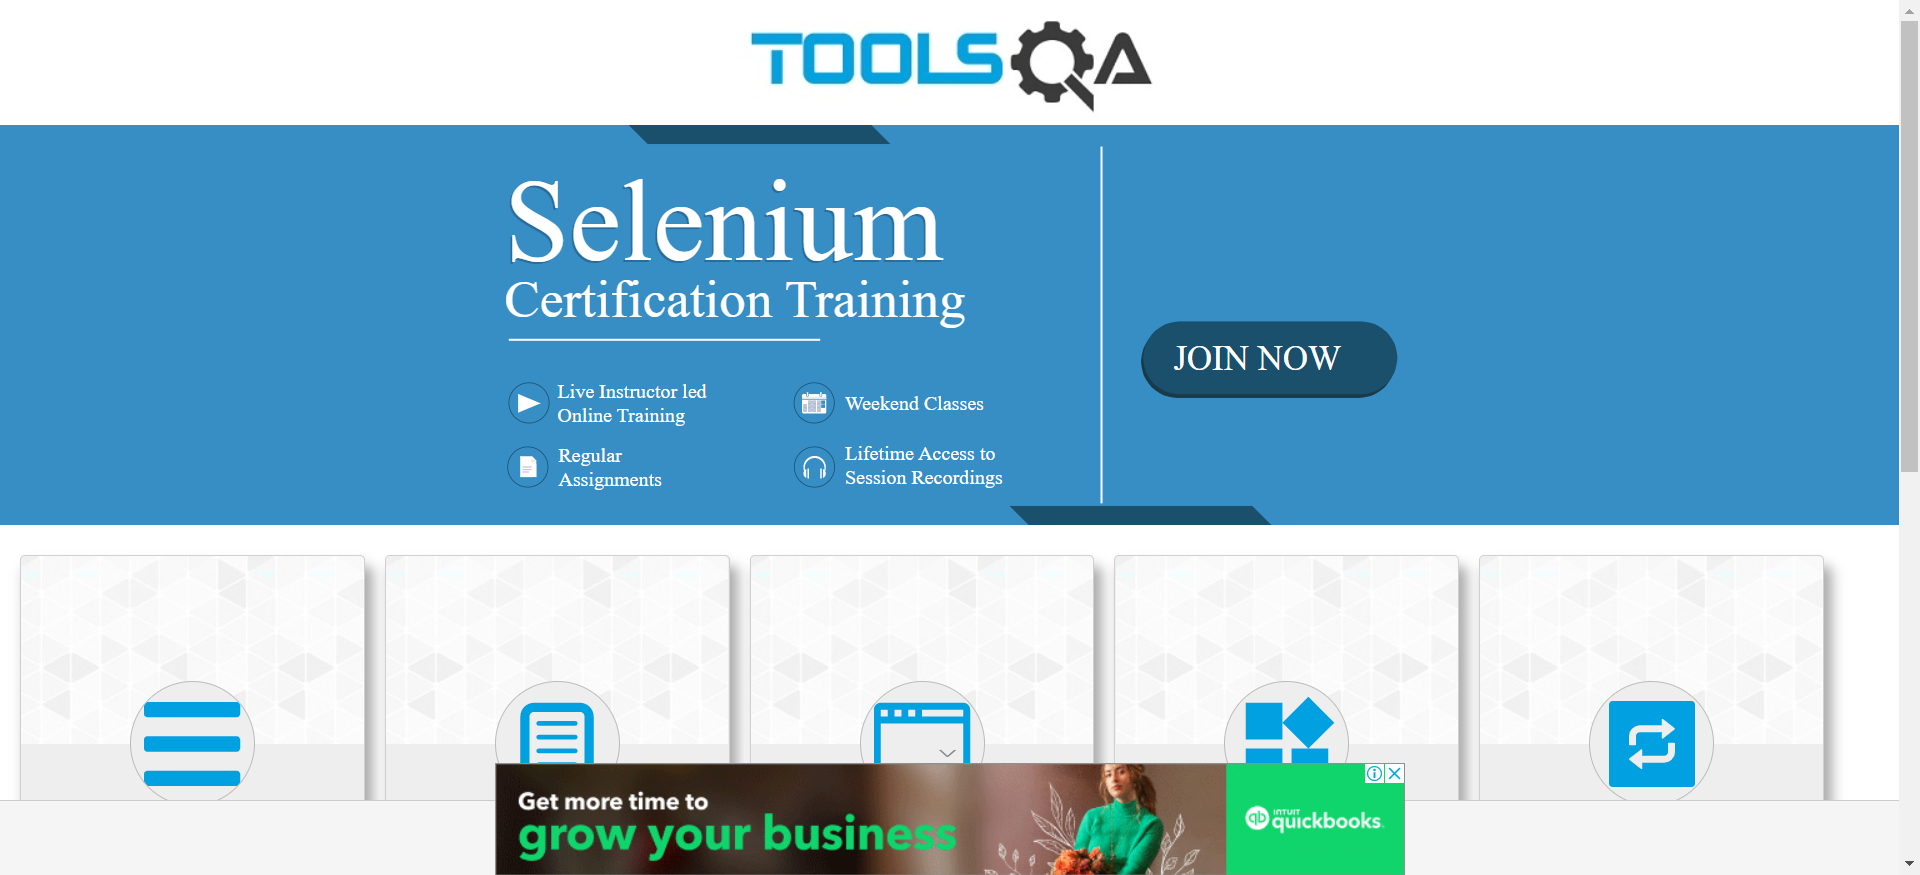 TOOLSQA
Selenium
Certification Training
JOIN NOW
Live Instructor led
Online Training
Weekend Classes
Regular
Assignments
Lifetime Access to
Session Recordings
Get more time to
grow your business
INTUIT
quickbooks.